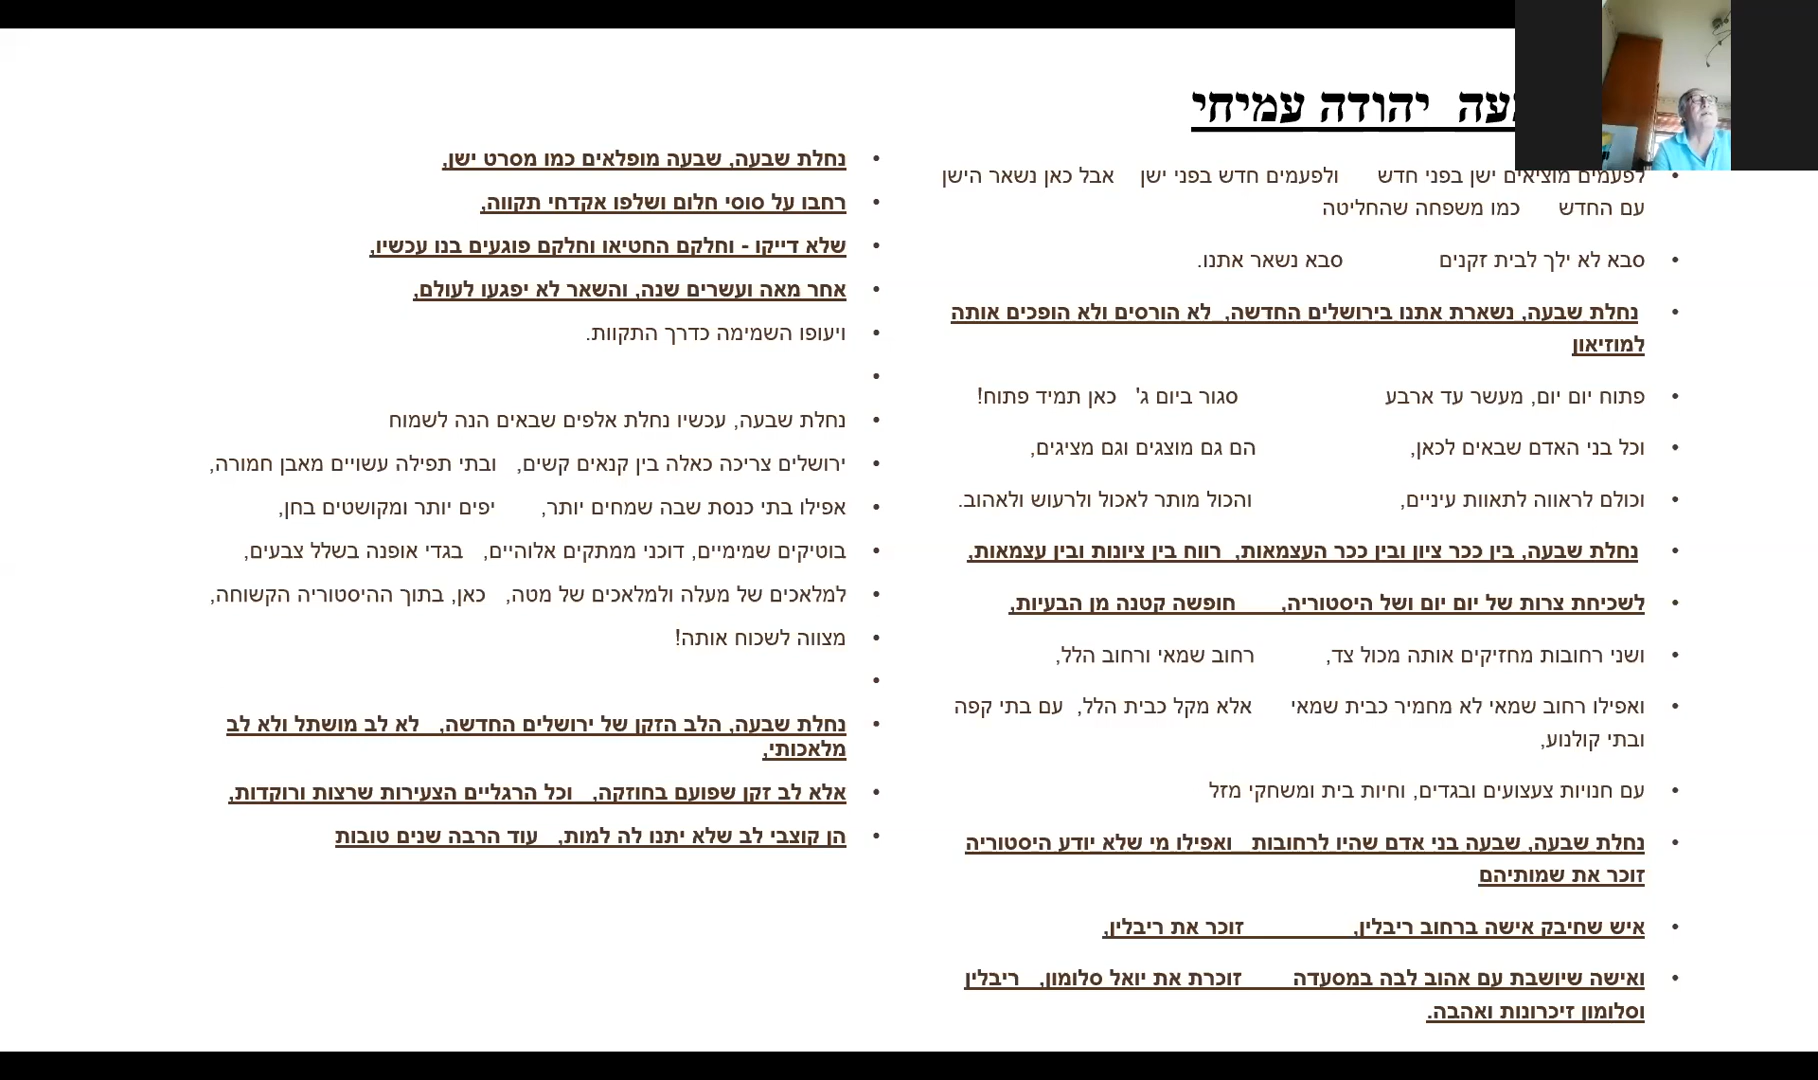 יהודה עמיחי
לפעמים מוציאים ישן בפני חדש ולפעמים חדש בפני ישן אבל כאן נשאר הישן
עם החדש כמו משפחה שהחליטה
סבא לא ילך לבית זקנים סבא נשאר אתנו.
נחלת שבעה, נשארת אתנו בירושלים החדשה, לא הורסים ולא הופכים אותה
למוזיאון
פתוח יום יום, מעשר עד ארבע סגור ביום ג' כאן תמיד פתוח!
וכל בני האדם שבאים לכאן, הם גם מוצגים וגם מציגים,
וכולם לראווה לתאוות עיניים, והכול מותר לאכול ולרעוש ולאהוב.
נחלת שבעה, בין ככר ציון ובין ככר העצמאות, רווח בין ציונות ובין עצמאות,
לשכיחת צרות של יום יום ושל היסטוריה, חופשה קטנה מן הבעיות,
ושני רחובות מחזיקים אותה מכול צד, רחוב שמאי ורחוב הלל,
ואפילו רחוב שמאי לא מחמיר כבית שמאי אלא מקל כבית הלל, עם בתי קפה
ובתי קולנוע,
עם חנויות צעצועים ובגדים, וחיות בית ומשחקי מזל
נחלת שבעה, שבעה בני אדם שהיו לרחובות ואפילו מי שלא יודע היסטוריה
זוכר את שמותיהם
איש שחיבק אישה ברחוב ריבלין, זוכר את ריבלין,
ואישה שיושבת עם אהוב לבה במסעדה זוכרת את יואל סלומון, ריבלין
וסלומון זיכרונות ואהבה.
נחלת שבעה, שבעה מופלאים כמו מסרט ישן,
רחבו על סוסי חלום ושלפו אקדחי תקווה,
שלא דייקו - וחלקם החטיאו וחלקם פוגעים בנו עכשיו,
אחר מאה ועשרים שנה, והשאר לא יפגעו לעולם,
ויעופו השמימה כדרך התקוות.
נחלת שבעה, עכשיו נחלת אלפים שבאים הנה לשמוח
ירושלים צריכה כאלה בין קנאים קשים, ובתי תפילה עשויים מאבן חמורה,
אפילו בתי כנסת שבה שמחים יותר, יפים יותר ומקושטים בחן,
בוטיקים שמימיים, דוכני ממתקים אלוהיים, בגדי אופנה בשלל צבעים,
למלאכים של מעלה ולמלאכים של מטה, כאן, בתוך ההיסטוריה הקשוחה,
מצווה לשכוח אותה!
נחלת שבעה, הלב הזקן של ירושלים החדשה, לא לב מושתל ולא לב
מלאכותי,
אלא לב זקן שפועם בחוזקה, וכל הרגליים הצעירות שרצות ורוקדות,
הן קוצבי לב שלא יתנו לה למות, עוד הרבה שנים טובות